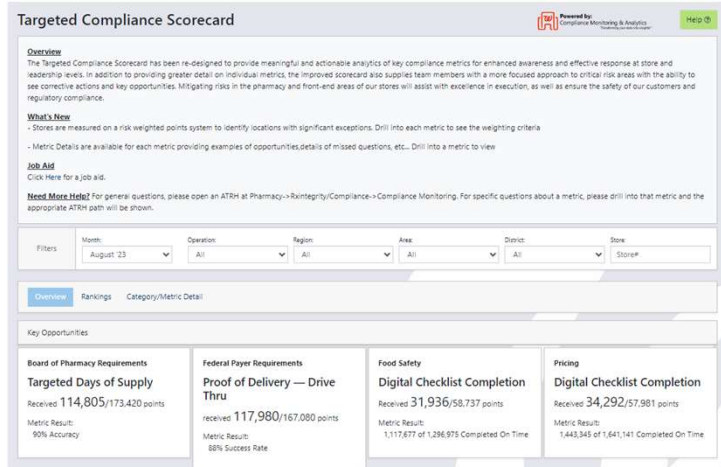 Targeted Compliance Scorecard
Powered by:
Compliance Monitoring & Analytics
Help
Overview
The Targeted Compliance Scorecard has been re-designed to provide meaningful and actionable analytics of key compliance metrics for enhanced awareness and effective response at store and
leadership levels. In addition to providing greater detail on individual metrics, the improved scorecard also supplies team members with a more focused approach to critical risk areas with the ability to
see corrective actions and key opportunities. Mitigating risks in the pharmacy and front-end areas of our stores will assist with excellence in execution, as well as ensure the safety of our customers and
regulatory compliance.
What's New
- Stores are measured on a risk weighted points system to identify locations with significant exceptions. Drill into each metric to see the weighting criteria
- Metric Details are available for each metric providing examples of opportunities,details of missed questions, etc... Drill into a metric to view
Job Aid
Click Here for a job aid.
Need More Help? For general questions, please open an ATRH at Pharmacy->Rxintegrity/Compliance->Compliance Monitoring. For specific questions about a metric, please drill into that metric and the
appropriate ATRH path will be shown.
Filters
Month: Operation: Region: Area: District: Store:
August '23 All All All All Store#
Overview Rankings Category/Metric Detail
Key Opportunities
Board of Pharmacy Requirements
Targeted Days of Supply
Received 114,805/173,420 points
Metric Result:
90% Accuracy
Federal Payer Requirements
Proof of Delivery — Drive
Thru
received 117,980/167,080 points
Metric Result:
88% Success Rate
Food Safety
Digital Checklist Completion
Received 31,936/58,737 points
Metric Result:
1,117,677 of 1,296,975 Completed On Time
Pricing
Digital Checklist Completion
Received 34,292/57,981 points
Metric Result:
1,443,345 of 1,641,141 Completed On Time